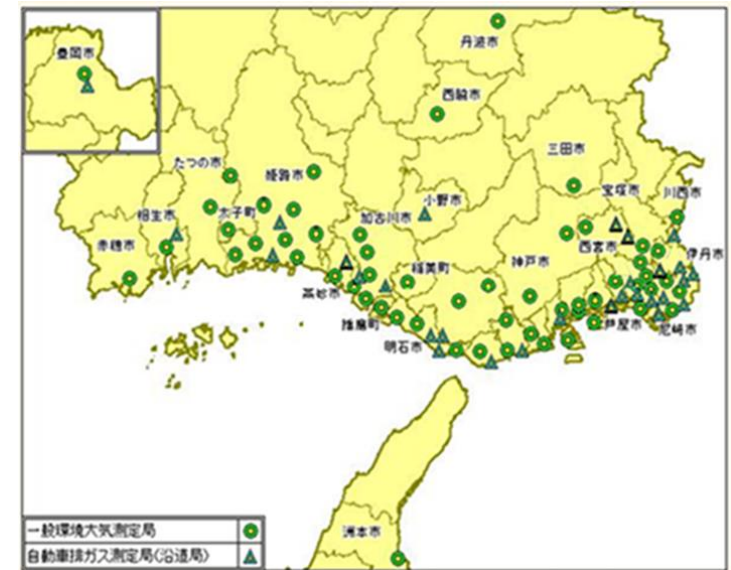 豊岡市
丹波市
西脇市
三田市
たつの市
姫路市
宝塚市
川西市
相生市
太子町
加古川市
小野市
赤穂市
西宮市
伊丹市
稲美町
神戸市
高砂市
播磨町
芦屋市
尼崎市
明石市
洲本市
一般環境大気測定局
自動車排ガス測定局(沿道局)